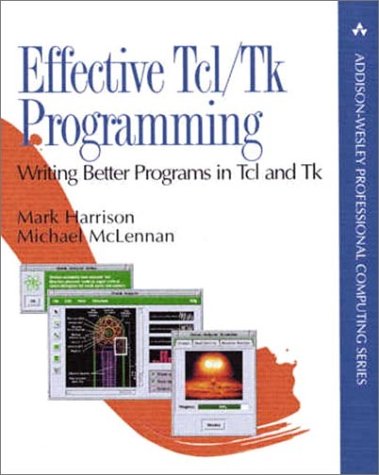 Effective Tcl/Tk
Programming
Writing Better Programs in Tcl and Tk
Mark Harrison
Michael McLennan
ADDISON-WESLEY PROFESSIONAL COMPUTING SERIES